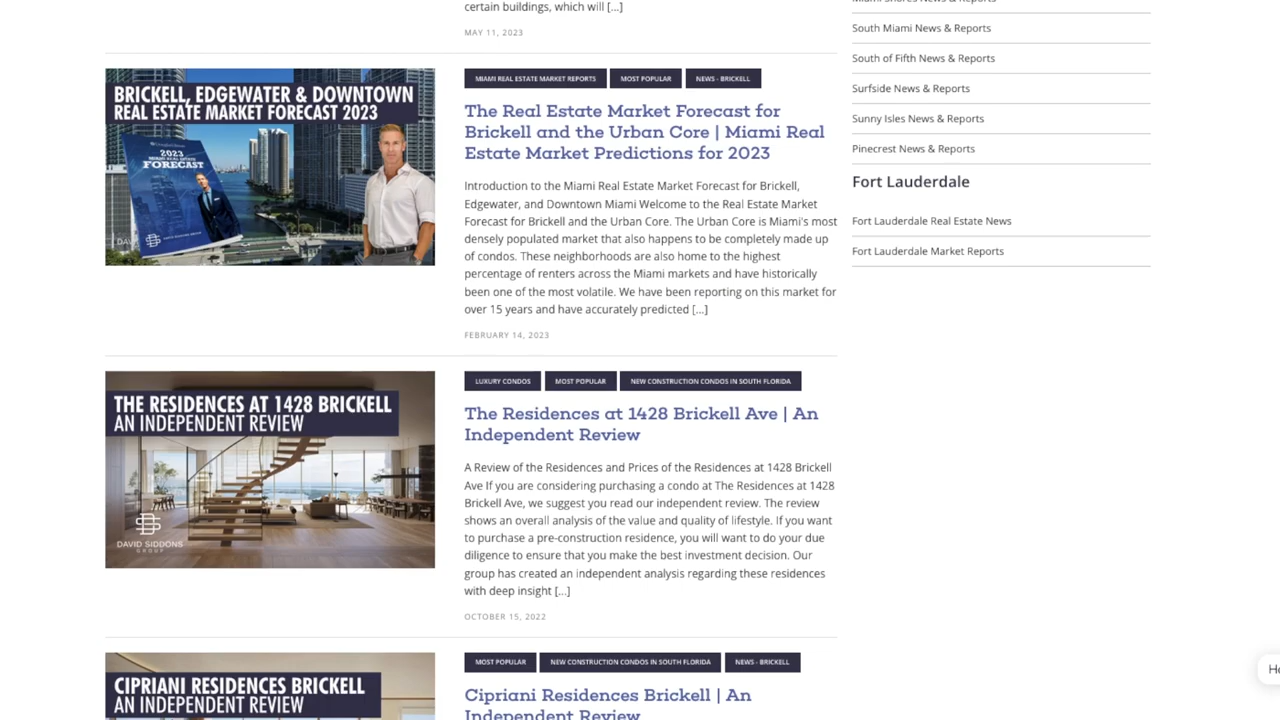 certain buildings, which will [...]
MAY 11, 2023
BRICKELL, EDGEWATER & DOWNTOWN
REAL ESTATE MARKET FORECAST 2023
2023
MIAMI REAL ESTATE
FORECAST
MIAMI REAL ESTATE MARKET REPORTS
MOST POPULAR
NEWS - BRICKELL
The Real Estate Market Forecast for
Brickell and the Urban Core | Miami Real
Estate Market Predictions for 2023
Introduction to the Miami Real Estate Market Forecast for Brickell,
Edgewater, and Downtown Miami Welcome to the Real Estate Market
Forecast for Brickell and the Urban Core. The Urban Core is Miami's most
densely populated market that also happens to be completely made up
of condos. These neighborhoods are also home to the highest
percentage of renters across the Miami markets and have historically
been one of the most volatile. We have been reporting on this market for
over 15 years and have accurately predicted [...]
FEBRUARY 14, 2023
THE RESIDENCES AT 1428 BRICKELL
AN INDEPENDENT REVIEW
DAVID SIDDONS
GROUP
LUXURY CONDOS
MOST POPULAR
NEW CONSTRUCTION CONDOS IN SOUTH FLORIDA
The Residences at 1428 Brickell Ave | An
Independent Review
A Review of the Residences and Prices of the Residences at 1428 Brickell
Ave If you are considering purchasing a condo at The Residences at 1428
Brickell Ave, we suggest you read our independent review. The review
shows an overall analysis of the value and quality of lifestyle. If you want
to purchase a pre-construction residence, you will want to do your due
diligence to ensure that you make the best investment decision. Our
group has created an independent analysis regarding these residences
with deep insight [...]
OCTOBER 15, 2022
CIPRIANI RESIDENCES BRICKELL
AN INDEPENDENT REVIEW
MOST POPULAR
NEW CONSTRUCTION CONDOS IN SOUTH FLORIDA
NEWS - BRICKELL
Cipriani Residences Brickell | An
Independent Review
Miami Shores News & Reports
South Miami News & Reports
South of Fifth News & Reports
Surfside News & Reports
Sunny Isles News & Reports
Pinecrest News & Reports
Fort Lauderdale
Fort Lauderdale Real Estate News
Fort Lauderdale Market Reports